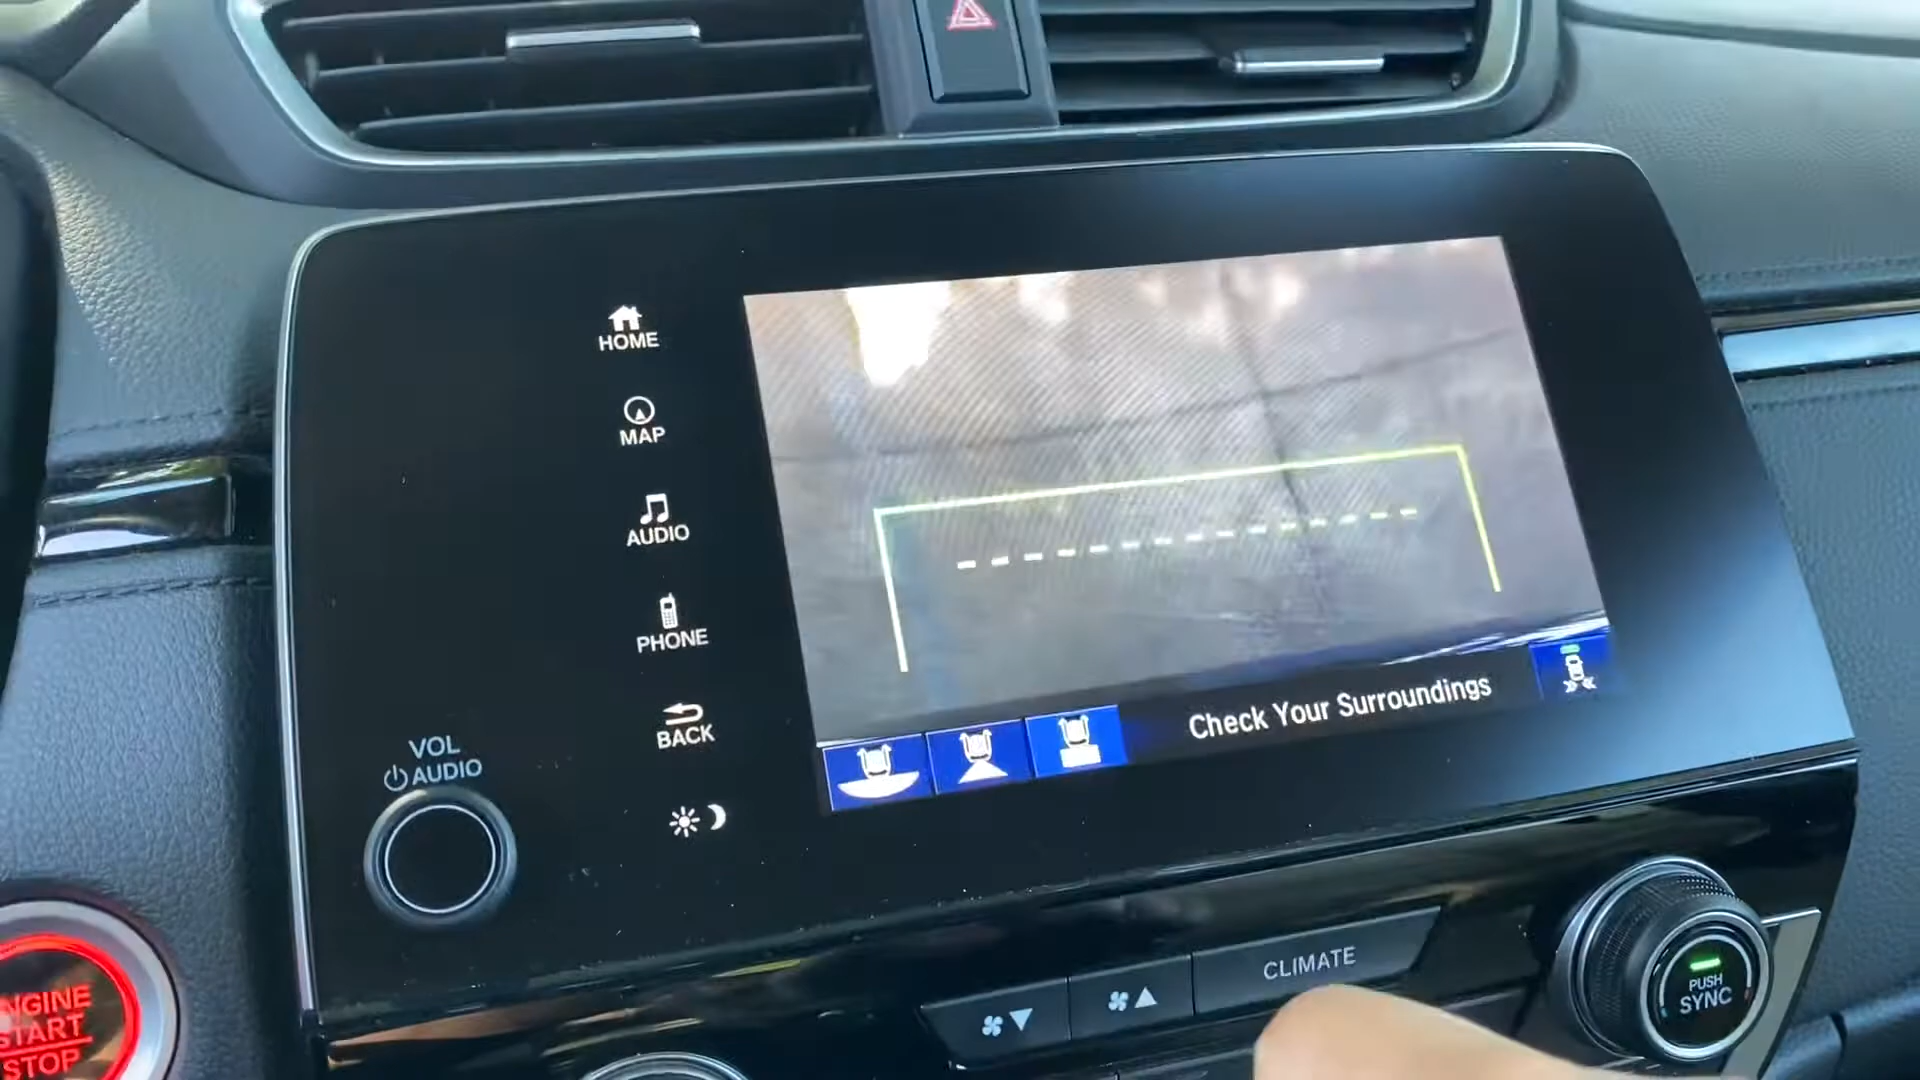 HOME
MAP
AUDIO
PHONE
BACK
VOL
AUDIO
Check Your Surroundings
CLIMATE
PUSH
SYNC
NGINE
START
STOP